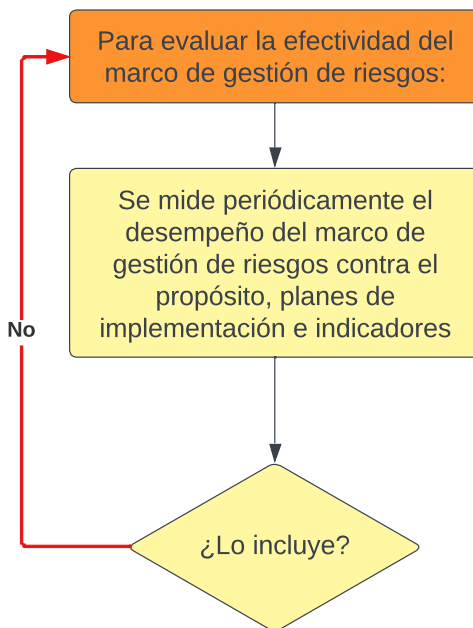 Para evaluar la efectividad del
marco de gestión de riesgos:
Se mide periódicamente el
desempeño del marco de
gestión de riesgos contra el
propósito, planes de
implementación e indicadores
No
¿Lo incluye?